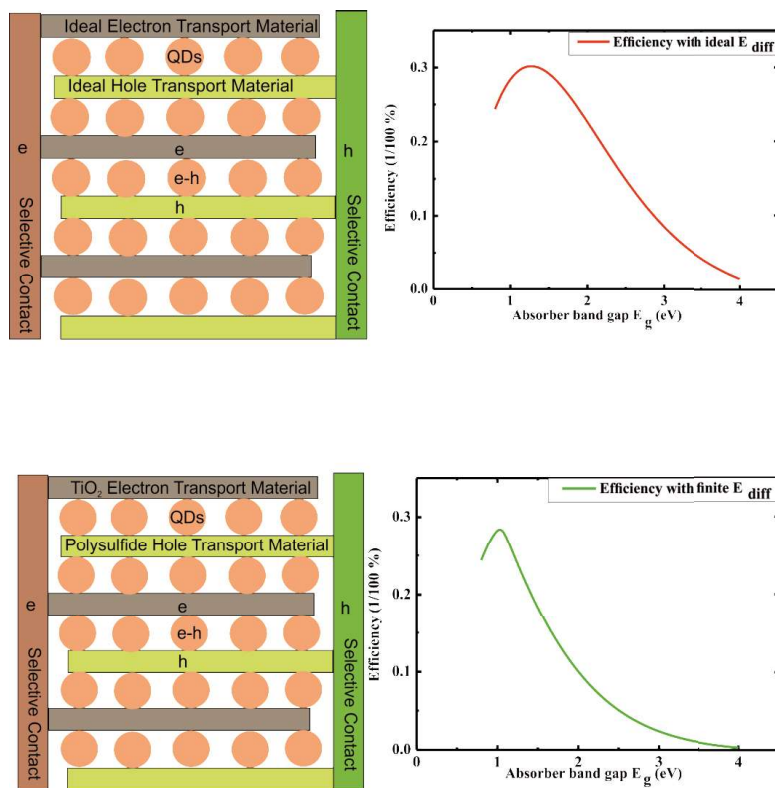 Ideal Electron Transport Material
QDs
Ideal Hole Transport Material
e
e-h
h
e
Selective Contact
h
Selective Contact
Efficiency with ideal E diff
Efficiency (1/100 %)
0.3
0.2
0.1
0.0
0 1 2 3 4
Absorber band gap E g (eV)
TiO₂ Electron Transport Material
QDs
Polysulfide Hole Transport Material
e
e-h
h
e
Selective Contact
h
Selective Contact
Efficiency with finite E diff
Efficiency (1/100 %)
0.3
0.2
0.1
0.0
0 1 2 3 4
Absorber band gap E g (eV)